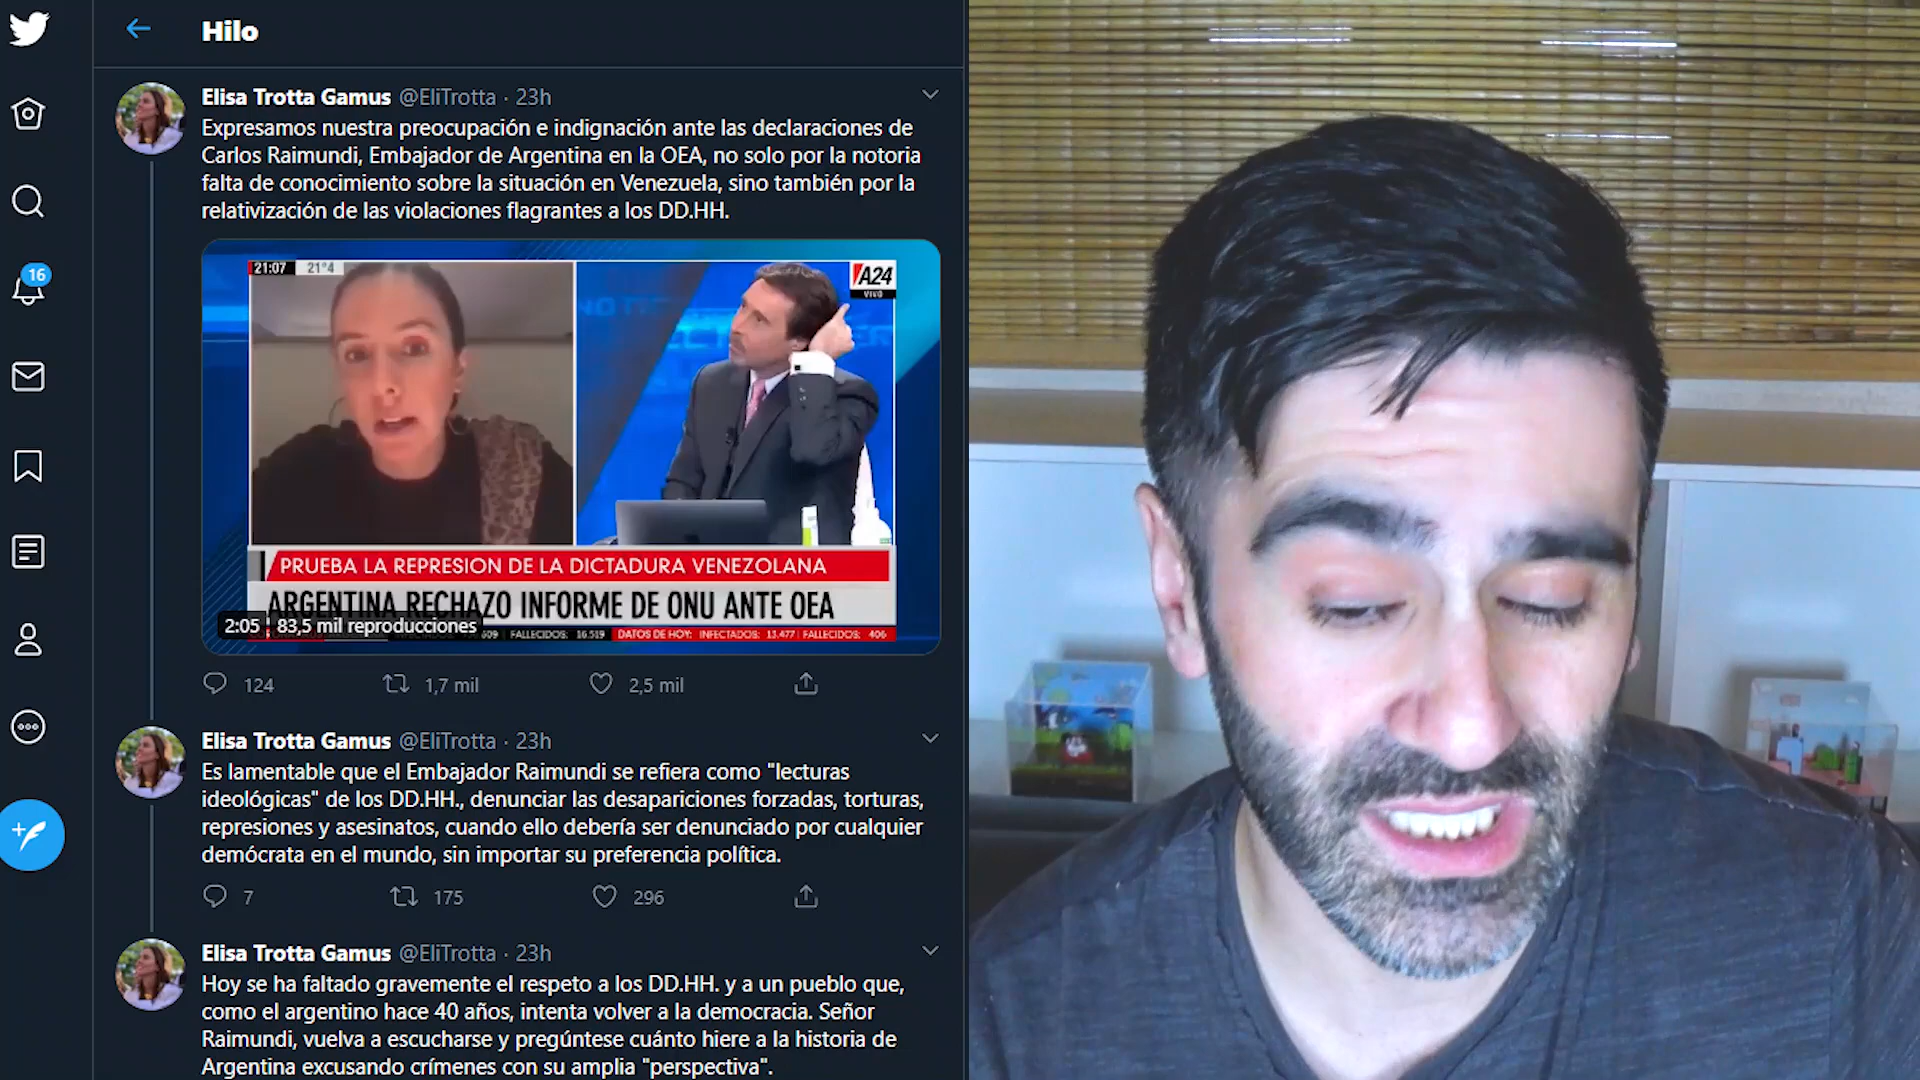 Hilo
16
Elisa Trotta Gamus @EliTrotta · 23h
Expresamos nuestra preocupación e indignación ante las declaraciones de
Carlos Raimundi, Embajador de Argentina en la OEA, no solo por la notoria
falta de conocimiento sobre la situación en Venezuela, sino también por la
relativización de las violaciones flagrantes a los DD.HH.
21:07 21°4
A24
VIVO
PRUEBA LA REPRESION DE LA DICTADURA VENEZOLANA
ARGENTINA RECHAZO INFORME DE ONU ANTE OEA
2:05 83,5 mil reproducciones
609 FALLECIDOS: 16.519 DATOS DE HOY: INFECTADOS: 13.477 FALLECIDOS: 406
124 1,7 mil 2,5 mil
Elisa Trotta Gamus @EliTrotta · 23h
Es lamentable que el Embajador Raimundi se refiera como "lecturas
ideológicas" de los DD.HH., denunciar las desapariciones forzadas, torturas,
represiones y asesinatos, cuando ello debería ser denunciado por cualquier
demócrata en el mundo, sin importar su preferencia política.
7 175 296
Elisa Trotta Gamus @EliTrotta · 23h
Hoy se ha faltado gravemente el respeto a los DD.HH. y a un pueblo que,
como el argentino hace 40 años, intenta volver a la democracia. Señor
Raimundi, vuelva a escucharse y pregúntese cuánto hiere a la historia de
Argentina excusando crímenes con su amplia "perspectiva".